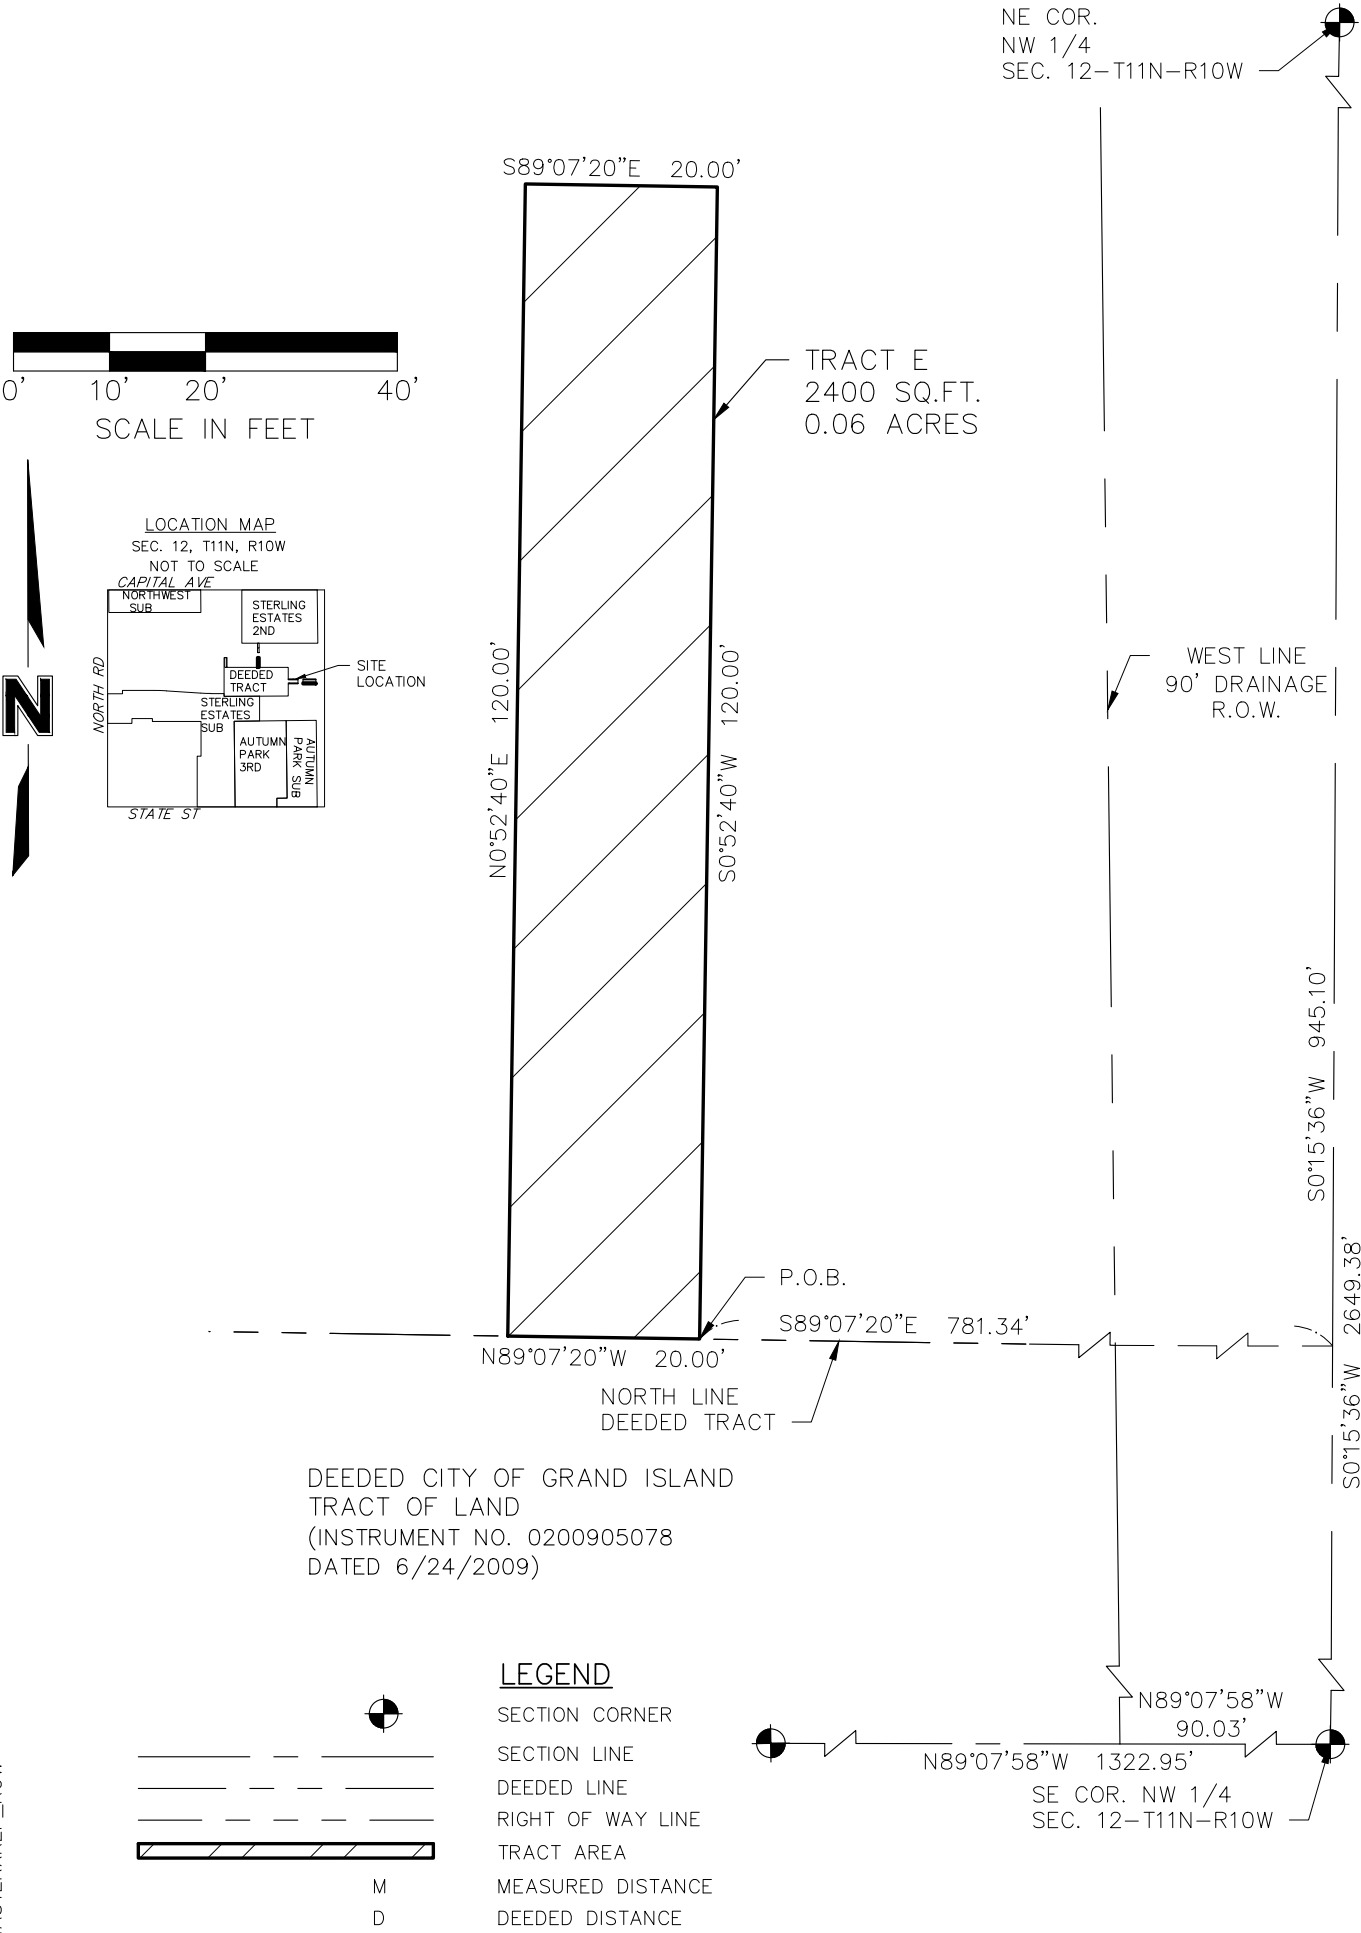 NE COR.
NW 1/4
SEC. 12-T11N-R10W
S89°07'20"E 20.00'
TRACT E
2400 SQ.FT.
0.06 ACRES
0' 10' 20' 40'
SCALE IN FEET
LOCATION MAP
SEC. 12, T11N, R10W
NOT TO SCALE
CAPITAL AVE
NORTHWEST
SUB
STERLING
ESTATES
2ND
NORTH RD
DEEDED
TRACT
SITE
LOCATION
STERLING
ESTATES
SUB
AUTUMN
PARK
3RD
AUTUMN
PARK SUB
STATE ST
N
N0°52'40"E 120.00'
S0°52'40"W 120.00'
WEST LINE
90' DRAINAGE
R.O.W.
S0°15'36"W 945.10'
S0°15'36"W 2649.38'
P.O.B.
S89°07'20"E 781.34'
N89°07'20"W 20.00'
NORTH LINE
DEEDED TRACT
DEEDED CITY OF GRAND ISLAND
TRACT OF LAND
(INSTRUMENT NO. 0200905078
DATED 6/24/2009)
LEGEND
SECTION CORNER
SECTION LINE
DEEDED LINE
RIGHT OF WAY LINE
TRACT AREA
M MEASURED DISTANCE
D DEEDED DISTANCE
N89°07'58"W
90.03'
N89°07'58"W 1322.95'
SE COR. NW 1/4
SEC. 12-T11N-R10W